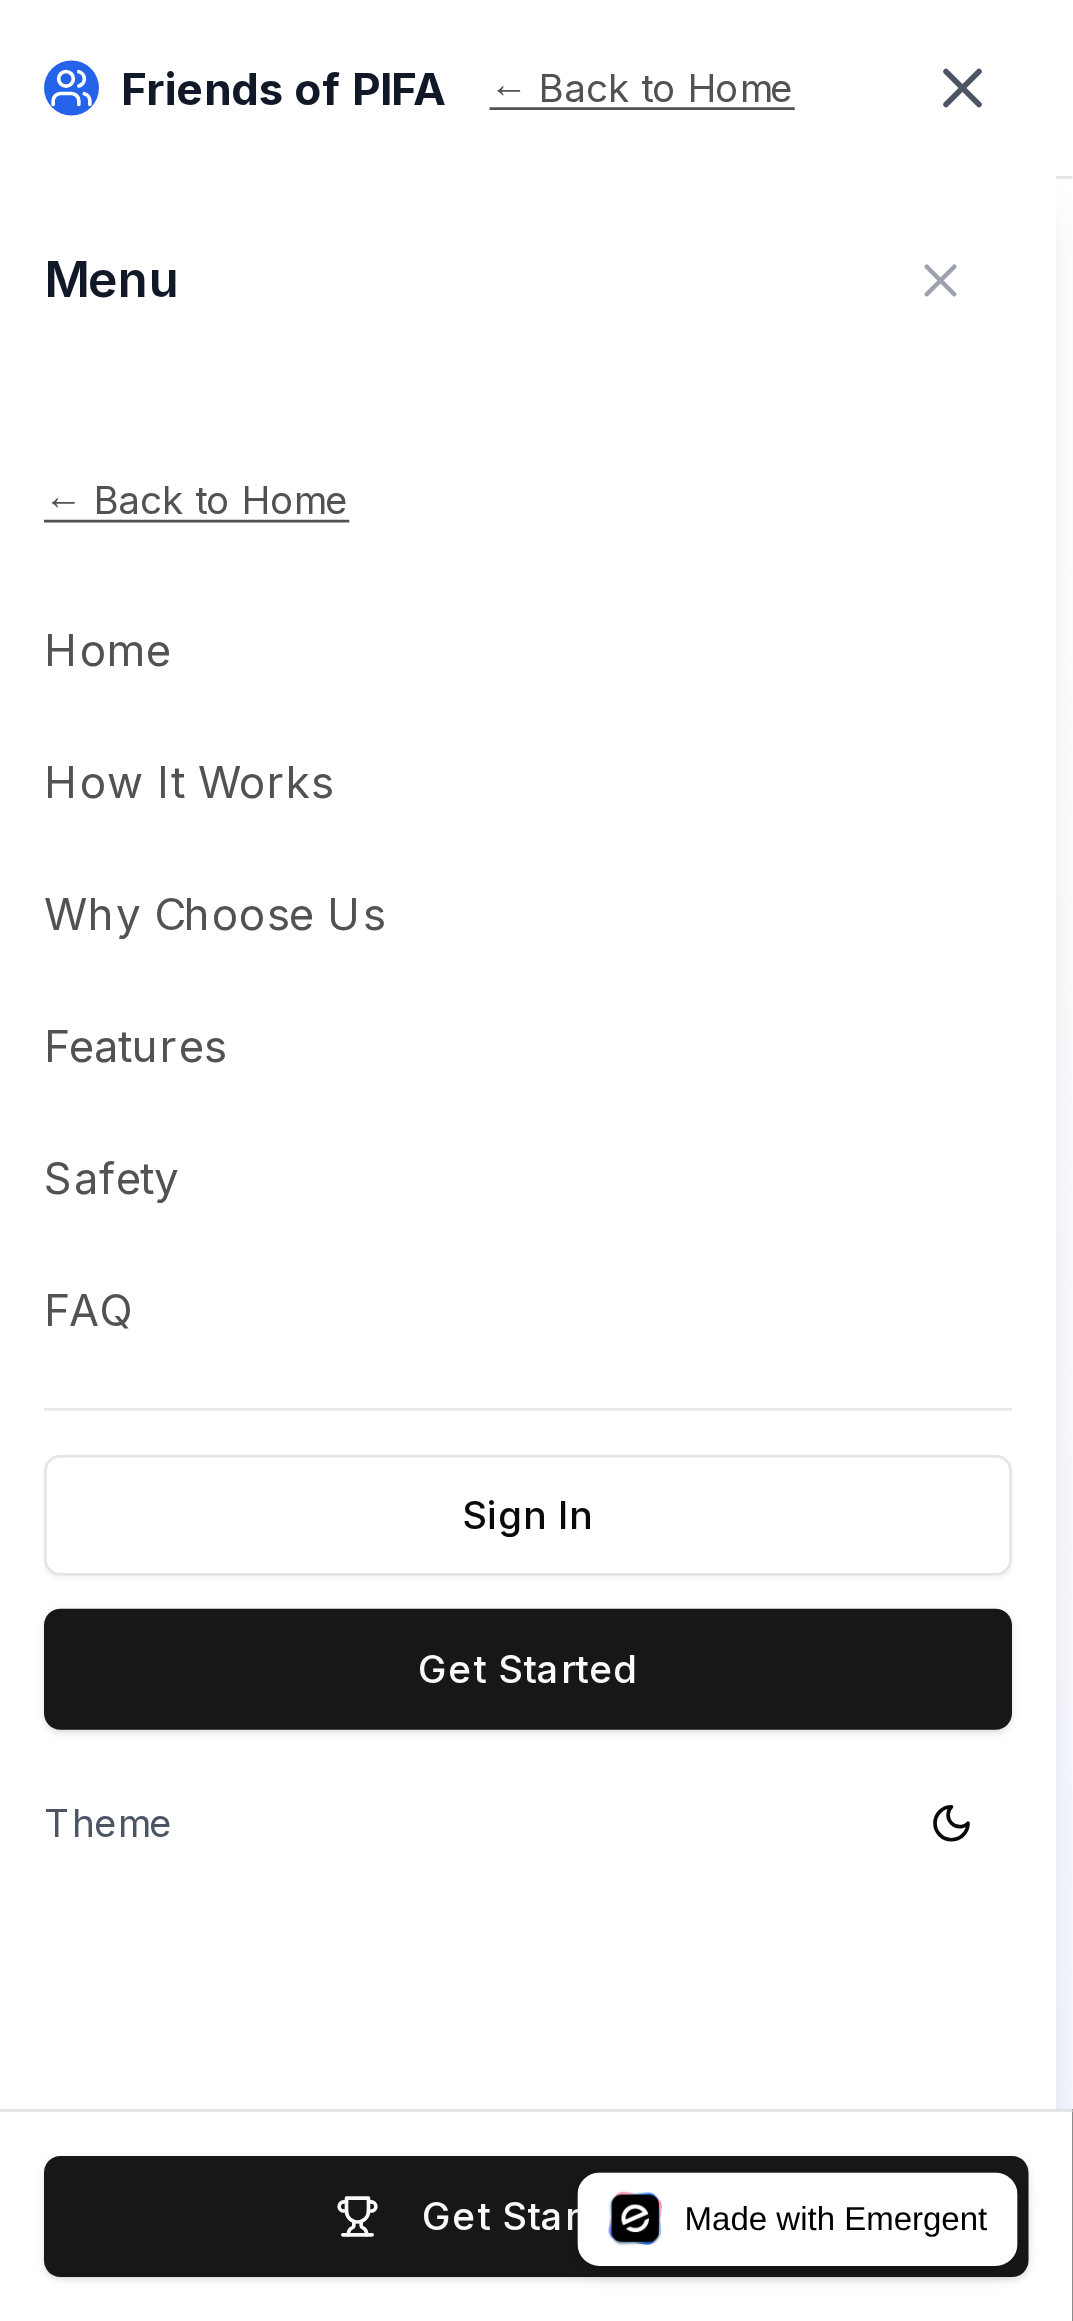 Friends of PIFA ← Back to Home
Menu
← Back to Home
Home
How It Works
Why Choose Us
Features
Safety
FAQ
Sign In
Get Started
Theme
Get Star
Made with Emergent